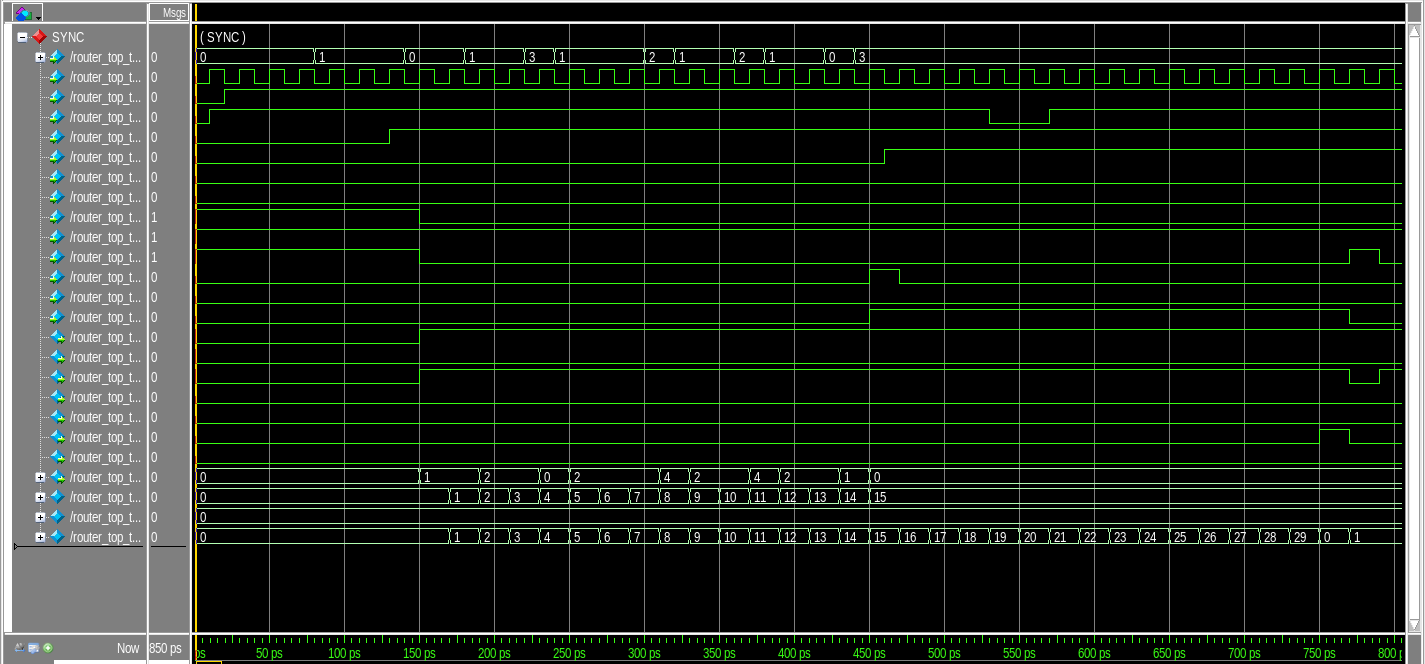 Msgs
SYNC
( SYNC )
/router_top_t... 0 0 1 0 1 3 1 2 1 2 1 0 3
/router_top_t... 0
/router_top_t... 0
/router_top_t... 0
/router_top_t... 0
/router_top_t... 0
/router_top_t... 0
/router_top_t... 0
/router_top_t... 1
/router_top_t... 1
/router_top_t... 1
/router_top_t... 0
/router_top_t... 0
/router_top_t... 0
/router_top_t... 0
/router_top_t... 0
/router_top_t... 0
/router_top_t... 0
/router_top_t... 0
/router_top_t... 0
/router_top_t... 0
/router_top_t... 0 0 1 2 0 2 4 2 4 2 1 0
/router_top_t... 0 0 1 2 3 4 5 6 7 8 9 10 11 12 13 14 15
/router_top_t... 0 0
/router_top_t... 0 0 1 2 3 4 5 6 7 8 9 10 11 12 13 14 15 16 17 18 19 20 21 22 23 24 25 26 27 28 29 0 1
Now 850 ps ps 50 ps 100 ps 150 ps 200 ps 250 ps 300 ps 350 ps 400 ps 450 ps 500 ps 550 ps 600 ps 650 ps 700 ps 750 ps 800